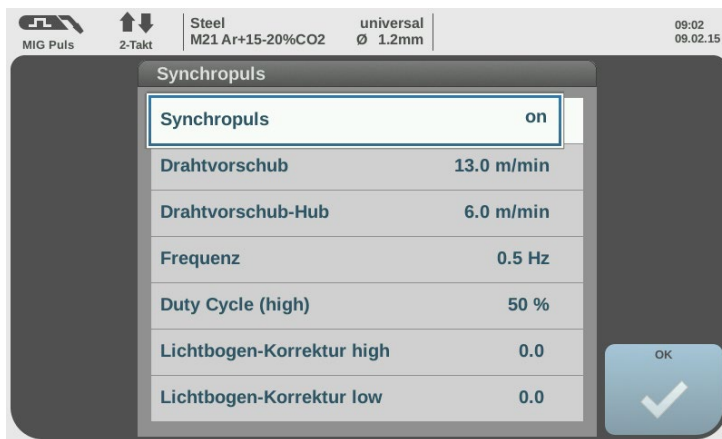 Steel universal 09:02
MIG Puls 2-Takt M21 Ar+15-20%CO2 Ø 1.2mm 09.02.15
Synchropuls
Synchropuls on
Drahtvorschub 13.0 m/min
Drahtvorschub-Hub 6.0 m/min
Frequenz 0.5 Hz
Duty Cycle (high) 50 %
Lichtbogen-Korrektur high 0.0
OK
Lichtbogen-Korrektur low 0.0